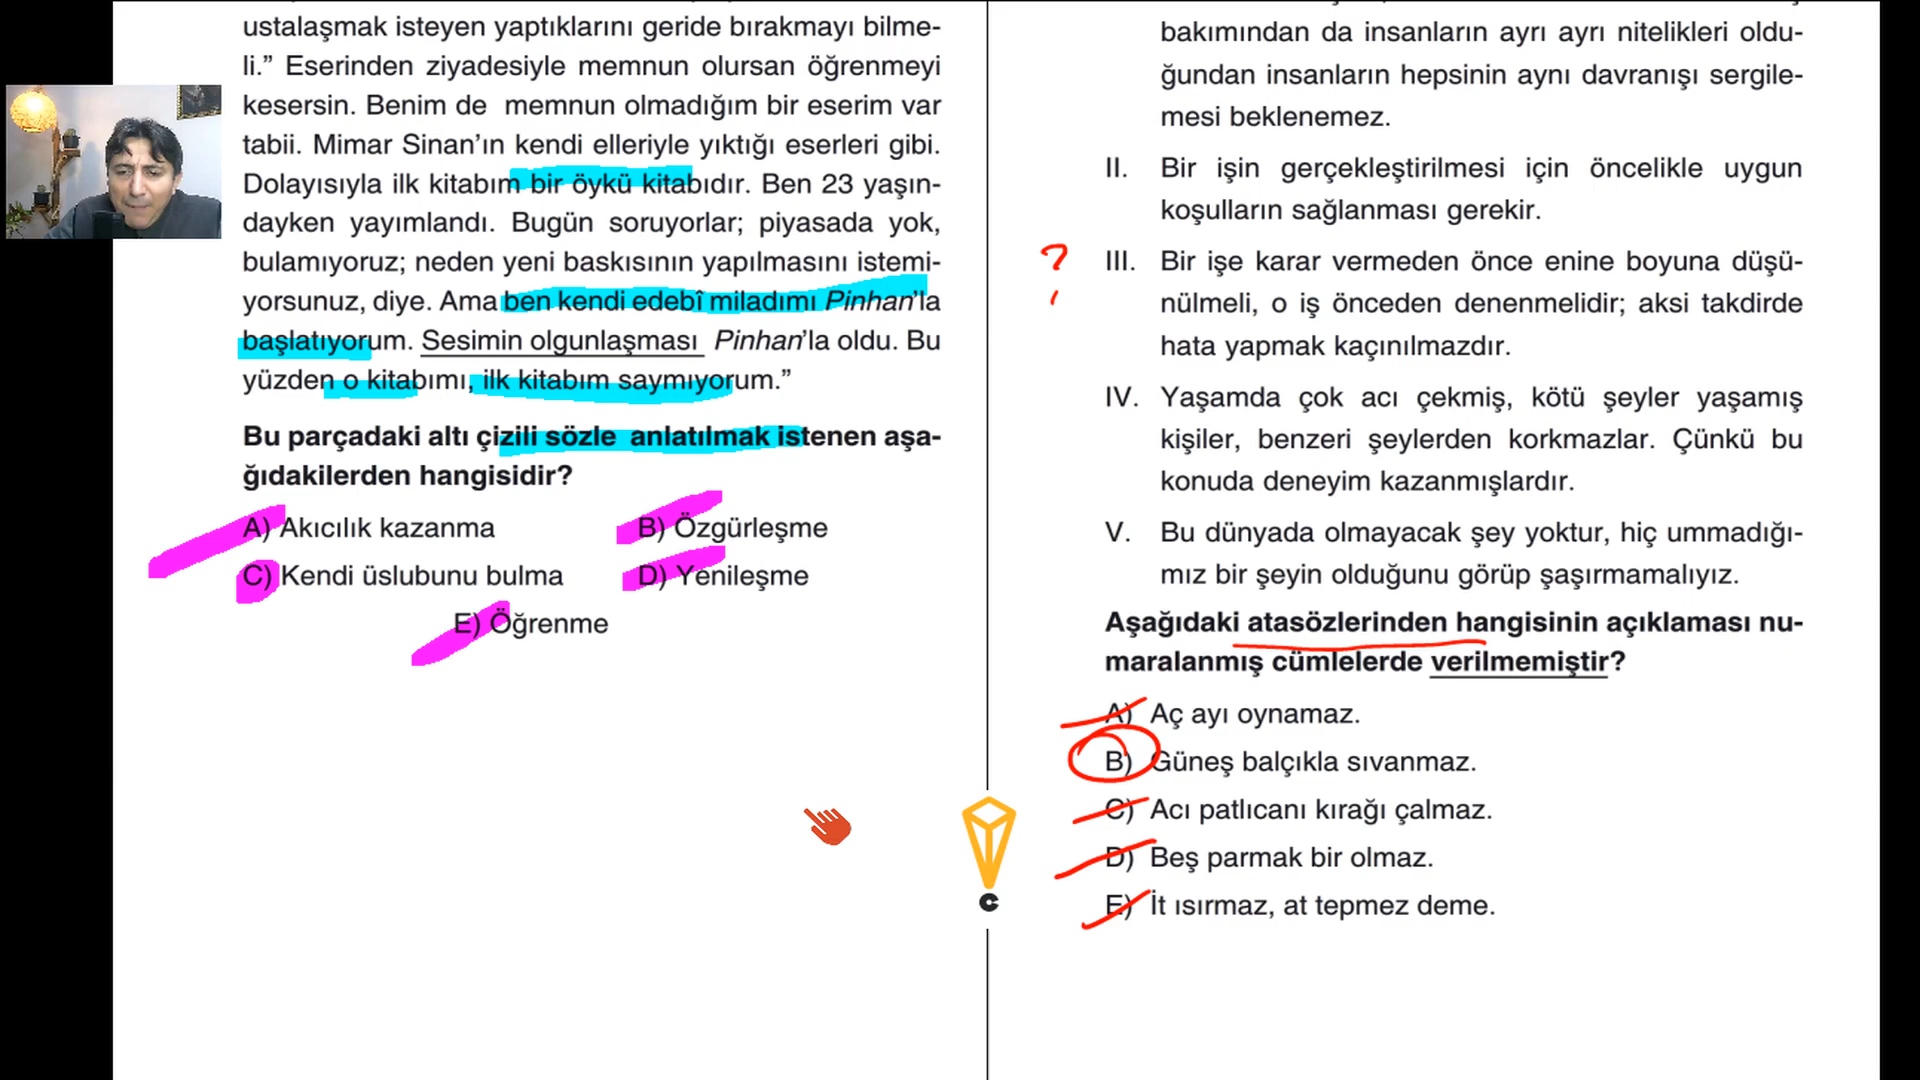 ustalaşmak isteyen yaptıklarını geride bırakmayı bilme-
li.” Eserinden ziyadesiyle memnun olursan öğrenmeyi
kesersin. Benim de memnun olmadığım bir eserim var
tabii. Mimar Sinan’ın kendi elleriyle yıktığı eserleri gibi.
Dolayısıyla ilk kitabım bir öykü kitabıdır. Ben 23 yaşın-
dayken yayımlandı. Bugün soruyorlar; piyasada yok,
bulamıyoruz; neden yeni baskısının yapılmasını istemi-
yorsunuz, diye. Ama ben kendi edebî miladımı Pinhan’la
başlatıyorum. Sesimin olgunlaşması Pinhan’la oldu. Bu
yüzden o kitabımı, ilk kitabım saymıyorum.”
Bu parçadaki altı çizili sözle anlatılmak istenen aşa-
ğıdakilerden hangisidir?
A) Akıcılık kazanma
B) Özgürleşme
C) Kendi üslubunu bulma
D) Yenileşme
E) Öğrenme
bakımından da insanların ayrı ayrı nitelikleri oldu-
ğundan insanların hepsinin aynı davranışı sergile-
mesi beklenemez.
II. Bir işin gerçekleştirilmesi için öncelikle uygun
koşulların sağlanması gerekir.
?
III. Bir işe karar vermeden önce enine boyuna düşü-
nülmeli, o iş önceden denenmelidir; aksi takdirde
hata yapmak kaçınılmazdır.
IV. Yaşamda çok acı çekmiş, kötü şeyler yaşamış
kişiler, benzeri şeylerden korkmazlar. Çünkü bu
konuda deneyim kazanmışlardır.
V. Bu dünyada olmayacak şey yoktur, hiç ummadığı-
mız bir şeyin olduğunu görüp şaşırmamalıyız.
Aşağıdaki atasözlerinden hangisinin açıklaması nu-
maralanmış cümlelerde verilmemiştir?
A) Aç ayı oynamaz.
B) Güneş balçıkla sıvanmaz.
C) Acı patlıcanı kırağı çalmaz.
D) Beş parmak bir olmaz.
E) İt ısırmaz, at tepmez deme.
C